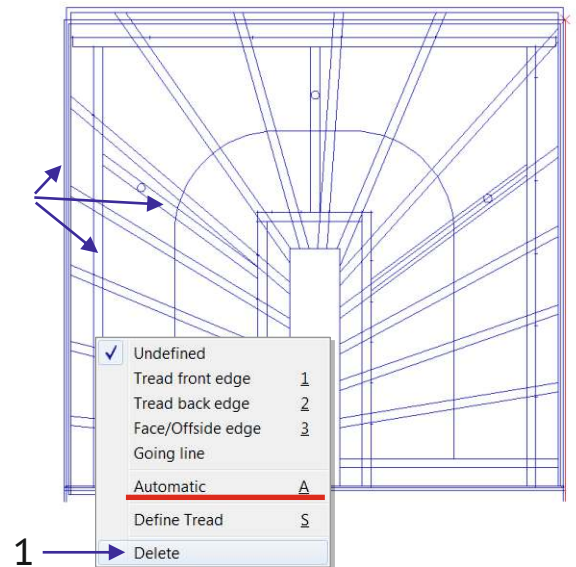 Undefined
Tread front edge 1
Tread back edge 2
Face/Offside edge 3
Going line
Automatic A
Define Tread S
1 Delete